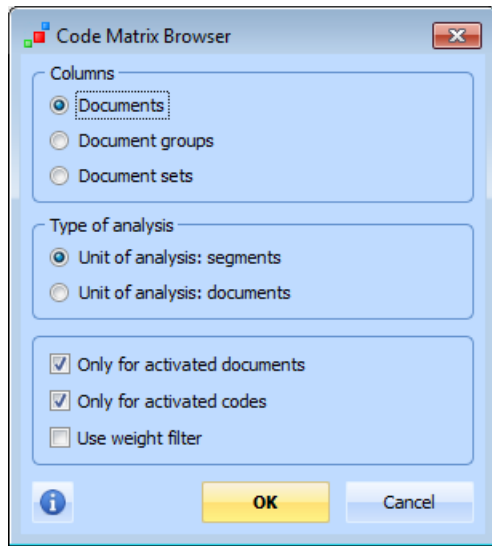 Code Matrix Browser
Columns
Documents
Document groups
Document sets
Type of analysis
Unit of analysis: segments
Unit of analysis: documents
Only for activated documents
Only for activated codes
Use weight filter
OK Cancel